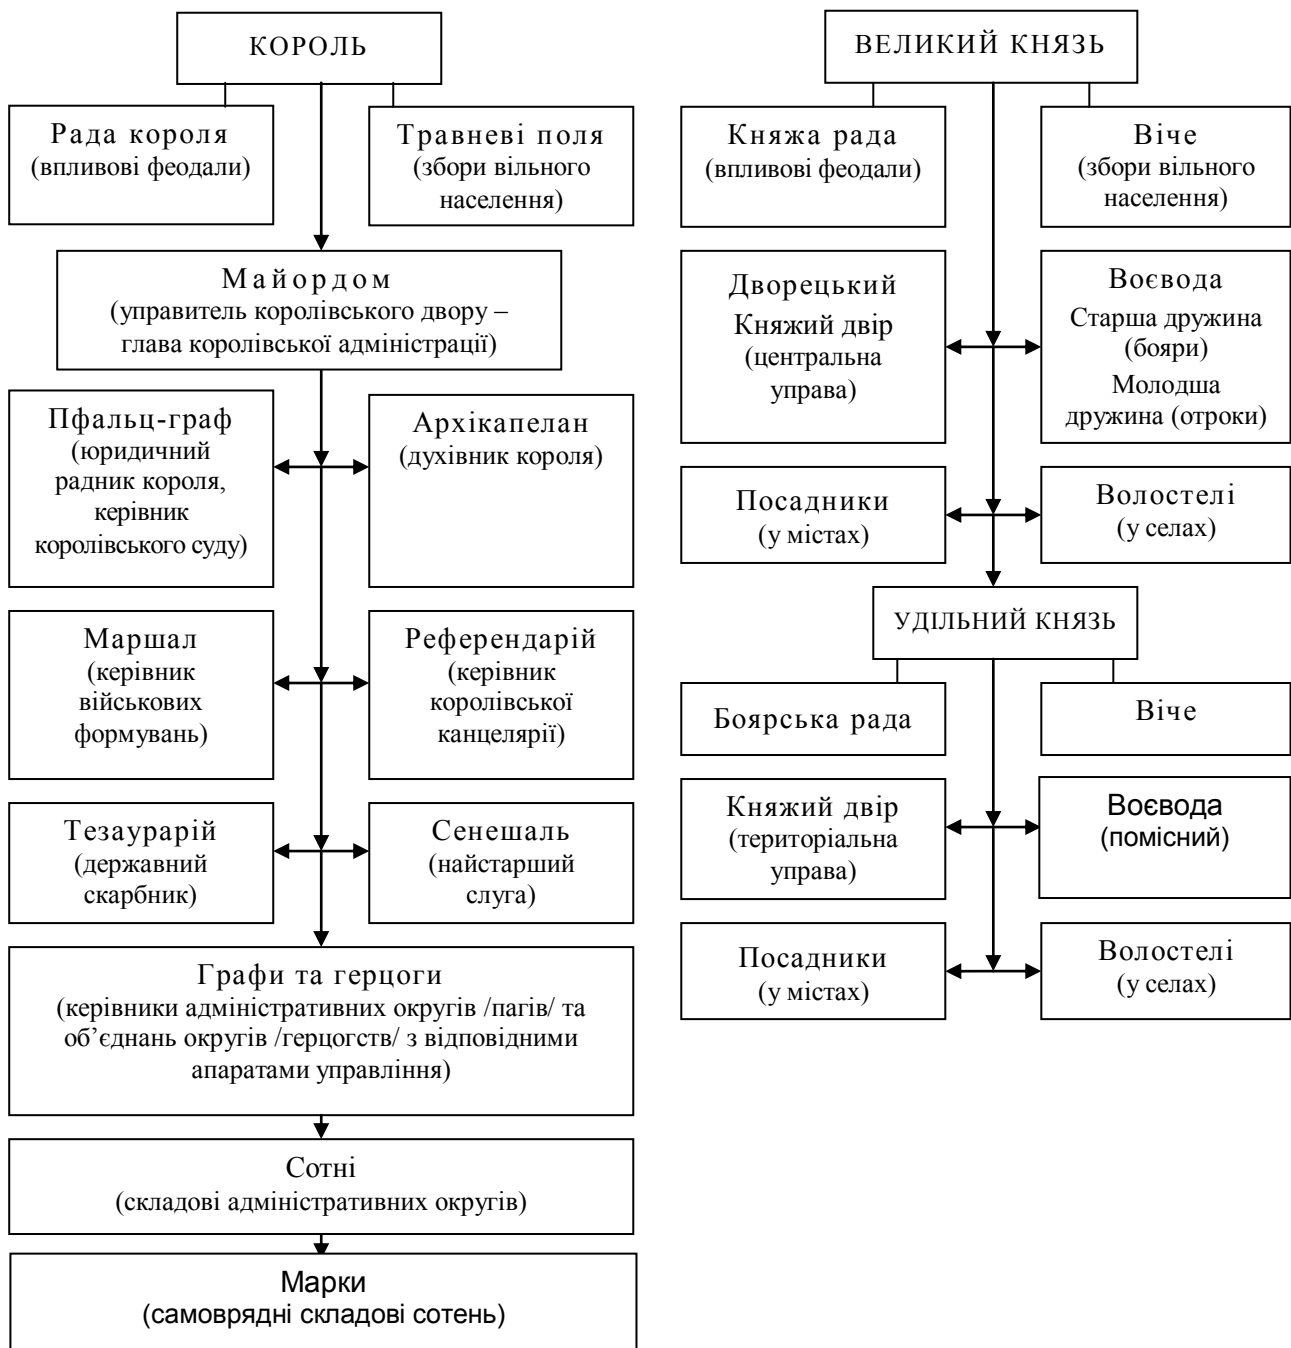 КОРОЛЬ
Рада короля
(впливові феодали)
Травневі поля
(збори вільного
населення)
Майордом
(управитель королівського двору –
глава королівської адміністрації)
Пфальц-граф
(юридичний
радник короля,
керівник
королівського суду)
Архікапелан
(духівник короля)
Маршал
(керівник
військових
формувань)
Референдарій
(керівник
королівської
канцелярії)
Тезаурарій
(державний
скарбник)
Сенешаль
(найстарший
слуга)
Графи та герцоги
(керівники адміністративних округів /пагів/ та
об’єднань округів /герцогств/ з відповідними
апаратами управління)
Сотні
(складові адміністративних округів)
Марки
(самоврядні складові сотень)
ВЕЛИКИЙ КНЯЗЬ
Княжа рада
(впливові феодали)
Віче
(збори вільного
населення)
Дворецький
Княжий двір
(центральна
управа)
Воєвода
Старша дружина
(бояри)
Молодша
дружина (отроки)
Посадники
(у містах)
Волостелі
(у селах)
УДІЛЬНИЙ КНЯЗЬ
Боярська рада
Віче
Княжий двір
(територіальна
управа)
Воєвода
(помісний)
Посадники
(у містах)
Волостелі
(у селах)